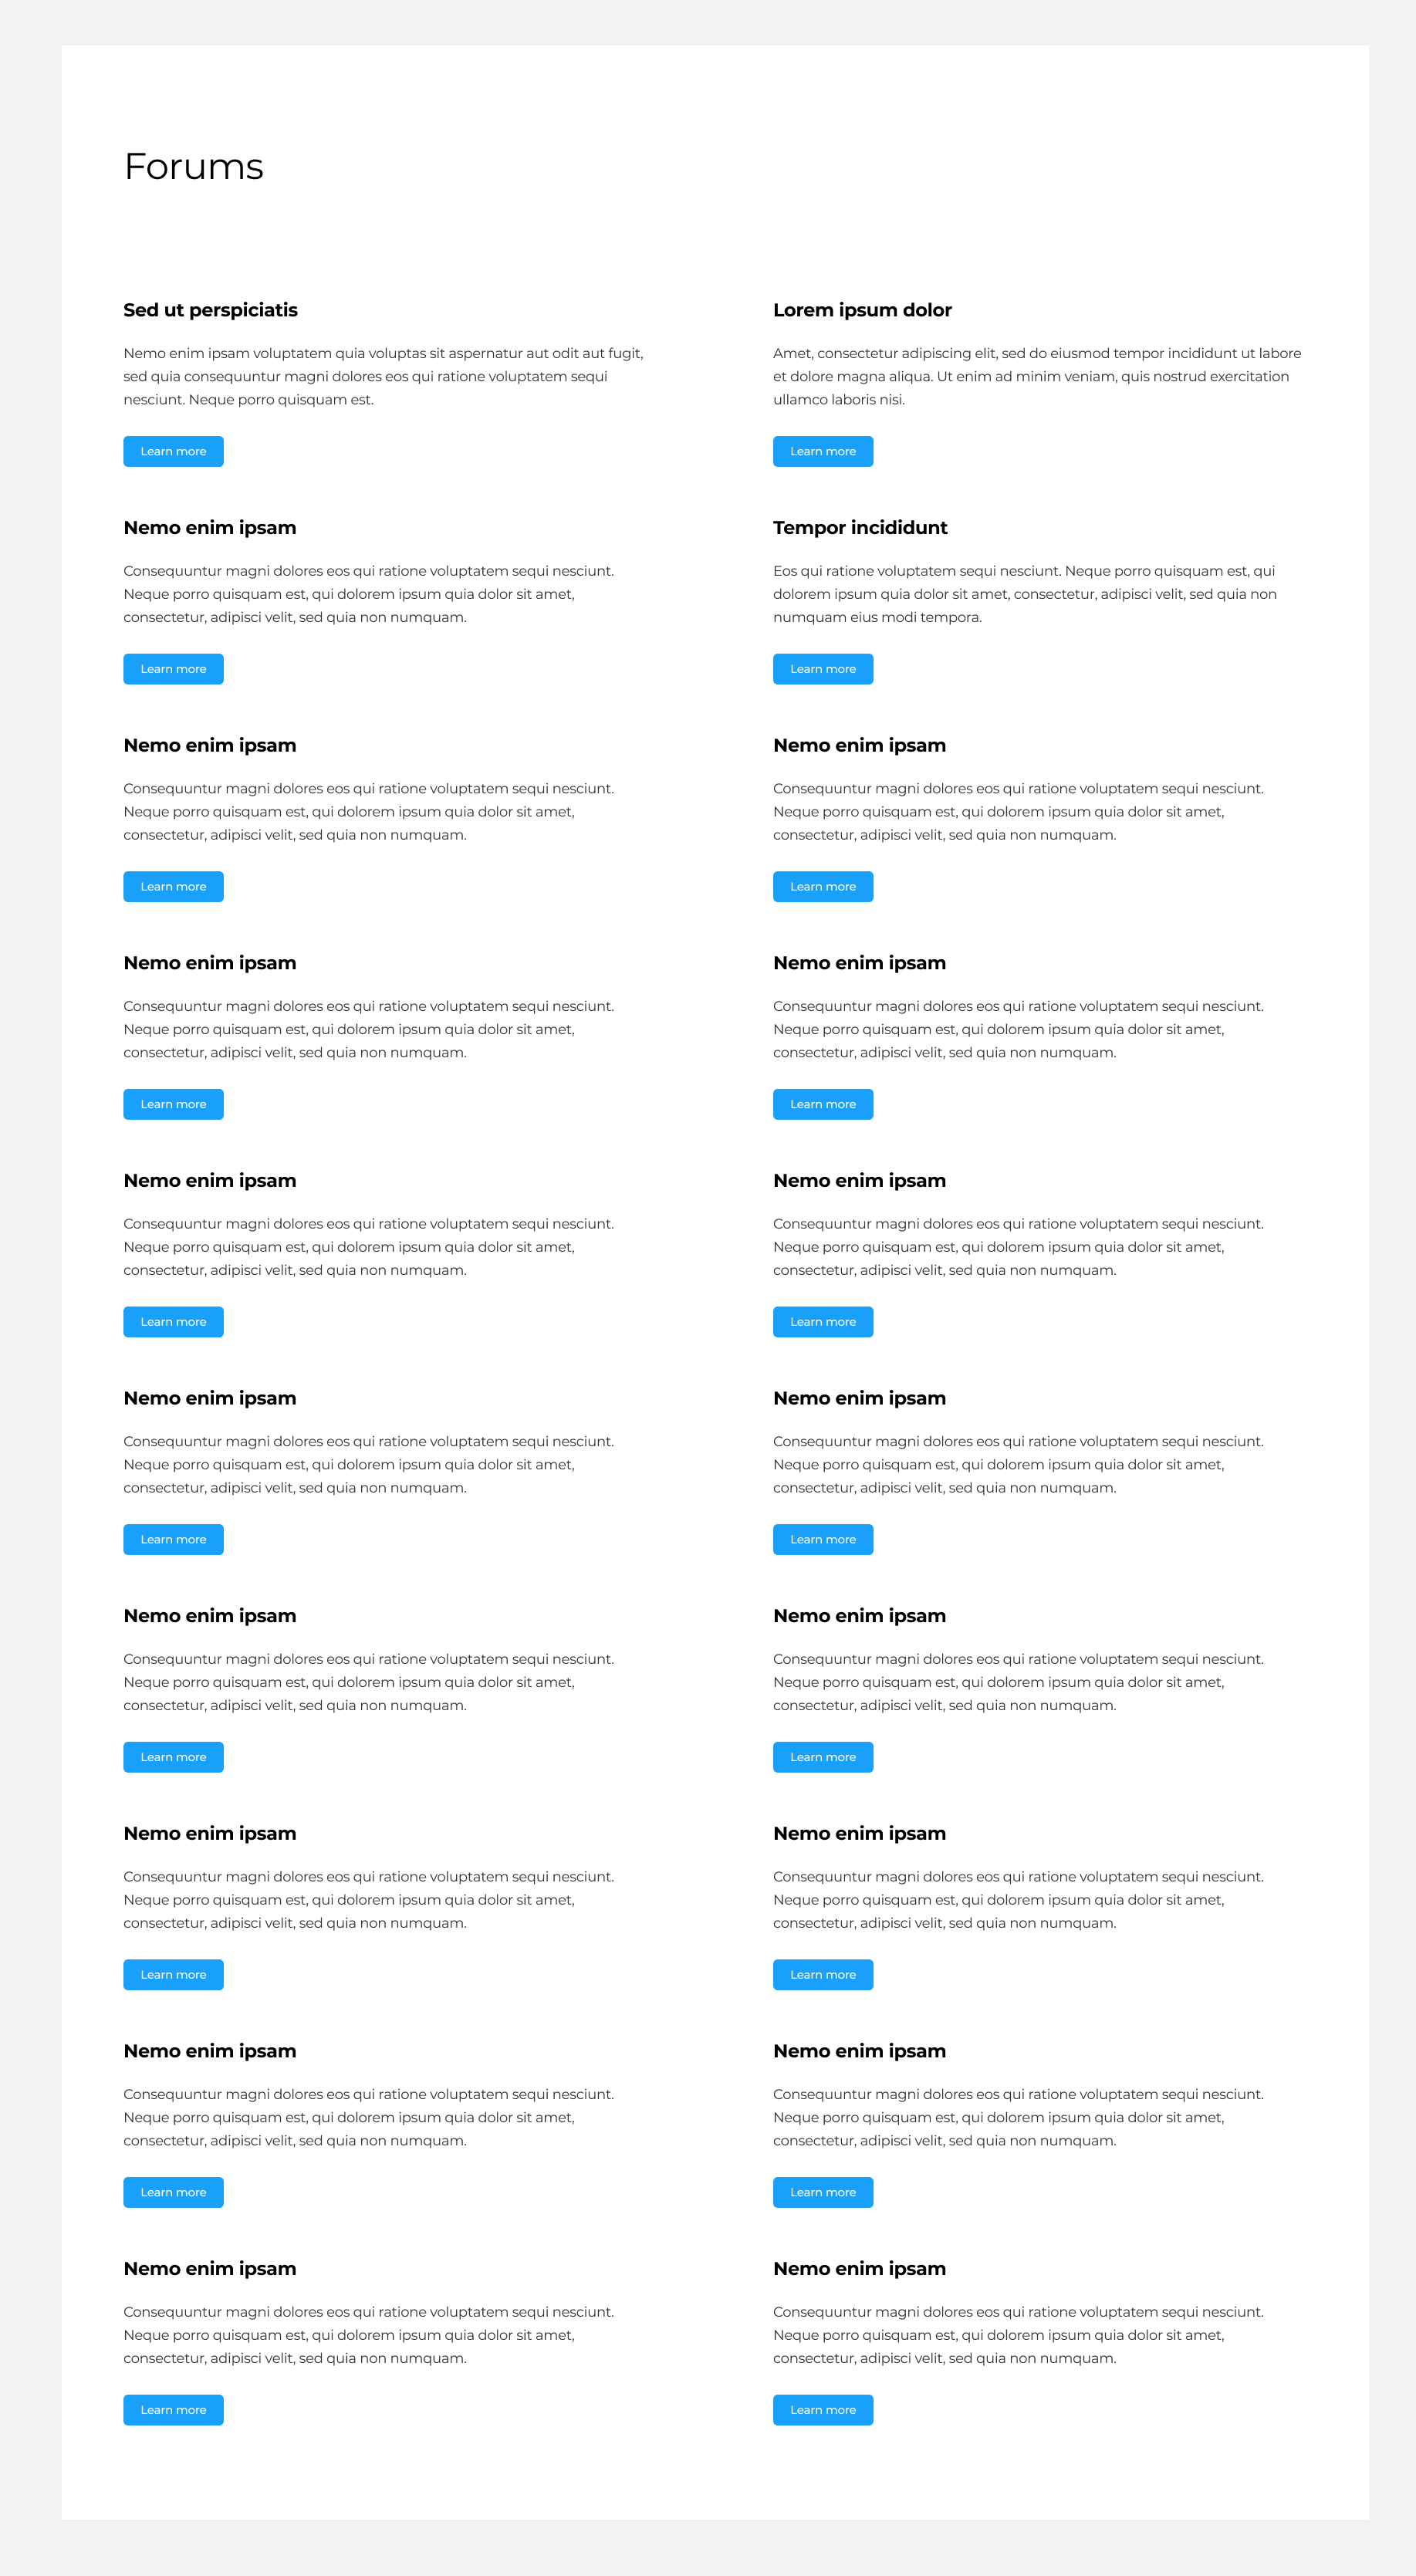 Forums
Sed ut perspiciatis
Nemo enim ipsam voluptatem quia voluptas sit aspernatur aut odit aut fugit,
sed quia consequuntur magni dolores eos qui ratione voluptatem sequi
nesciunt. Neque porro quisquam est.
Learn more
Lorem ipsum dolor
Amet, consectetur adipiscing elit, sed do eiusmod tempor incididunt ut labore
et dolore magna aliqua. Ut enim ad minim veniam, quis nostrud exercitation
ullamco laboris nisi.
Learn more
Nemo enim ipsam
Consequuntur magni dolores eos qui ratione voluptatem sequi nesciunt.
Neque porro quisquam est, qui dolorem ipsum quia dolor sit amet,
consectetur, adipisci velit, sed quia non numquam.
Learn more
Tempor incididunt
Eos qui ratione voluptatem sequi nesciunt. Neque porro quisquam est, qui
dolorem ipsum quia dolor sit amet, consectetur, adipisci velit, sed quia non
numquam eius modi tempora.
Learn more
Nemo enim ipsam
Consequuntur magni dolores eos qui ratione voluptatem sequi nesciunt.
Neque porro quisquam est, qui dolorem ipsum quia dolor sit amet,
consectetur, adipisci velit, sed quia non numquam.
Learn more
Nemo enim ipsam
Consequuntur magni dolores eos qui ratione voluptatem sequi nesciunt.
Neque porro quisquam est, qui dolorem ipsum quia dolor sit amet,
consectetur, adipisci velit, sed quia non numquam.
Learn more
Nemo enim ipsam
Consequuntur magni dolores eos qui ratione voluptatem sequi nesciunt.
Neque porro quisquam est, qui dolorem ipsum quia dolor sit amet,
consectetur, adipisci velit, sed quia non numquam.
Learn more
Nemo enim ipsam
Consequuntur magni dolores eos qui ratione voluptatem sequi nesciunt.
Neque porro quisquam est, qui dolorem ipsum quia dolor sit amet,
consectetur, adipisci velit, sed quia non numquam.
Learn more
Nemo enim ipsam
Consequuntur magni dolores eos qui ratione voluptatem sequi nesciunt.
Neque porro quisquam est, qui dolorem ipsum quia dolor sit amet,
consectetur, adipisci velit, sed quia non numquam.
Learn more
Nemo enim ipsam
Consequuntur magni dolores eos qui ratione voluptatem sequi nesciunt.
Neque porro quisquam est, qui dolorem ipsum quia dolor sit amet,
consectetur, adipisci velit, sed quia non numquam.
Learn more
Nemo enim ipsam
Consequuntur magni dolores eos qui ratione voluptatem sequi nesciunt.
Neque porro quisquam est, qui dolorem ipsum quia dolor sit amet,
consectetur, adipisci velit, sed quia non numquam.
Learn more
Nemo enim ipsam
Consequuntur magni dolores eos qui ratione voluptatem sequi nesciunt.
Neque porro quisquam est, qui dolorem ipsum quia dolor sit amet,
consectetur, adipisci velit, sed quia non numquam.
Learn more
Nemo enim ipsam
Consequuntur magni dolores eos qui ratione voluptatem sequi nesciunt.
Neque porro quisquam est, qui dolorem ipsum quia dolor sit amet,
consectetur, adipisci velit, sed quia non numquam.
Learn more
Nemo enim ipsam
Consequuntur magni dolores eos qui ratione voluptatem sequi nesciunt.
Neque porro quisquam est, qui dolorem ipsum quia dolor sit amet,
consectetur, adipisci velit, sed quia non numquam.
Learn more
Nemo enim ipsam
Consequuntur magni dolores eos qui ratione voluptatem sequi nesciunt.
Neque porro quisquam est, qui dolorem ipsum quia dolor sit amet,
consectetur, adipisci velit, sed quia non numquam.
Learn more
Nemo enim ipsam
Consequuntur magni dolores eos qui ratione voluptatem sequi nesciunt.
Neque porro quisquam est, qui dolorem ipsum quia dolor sit amet,
consectetur, adipisci velit, sed quia non numquam.
Learn more
Nemo enim ipsam
Consequuntur magni dolores eos qui ratione voluptatem sequi nesciunt.
Neque porro quisquam est, qui dolorem ipsum quia dolor sit amet,
consectetur, adipisci velit, sed quia non numquam.
Learn more
Nemo enim ipsam
Consequuntur magni dolores eos qui ratione voluptatem sequi nesciunt.
Neque porro quisquam est, qui dolorem ipsum quia dolor sit amet,
consectetur, adipisci velit, sed quia non numquam.
Learn more
Nemo enim ipsam
Consequuntur magni dolores eos qui ratione voluptatem sequi nesciunt.
Neque porro quisquam est, qui dolorem ipsum quia dolor sit amet,
consectetur, adipisci velit, sed quia non numquam.
Learn more
Nemo enim ipsam
Consequuntur magni dolores eos qui ratione voluptatem sequi nesciunt.
Neque porro quisquam est, qui dolorem ipsum quia dolor sit amet,
consectetur, adipisci velit, sed quia non numquam.
Learn more